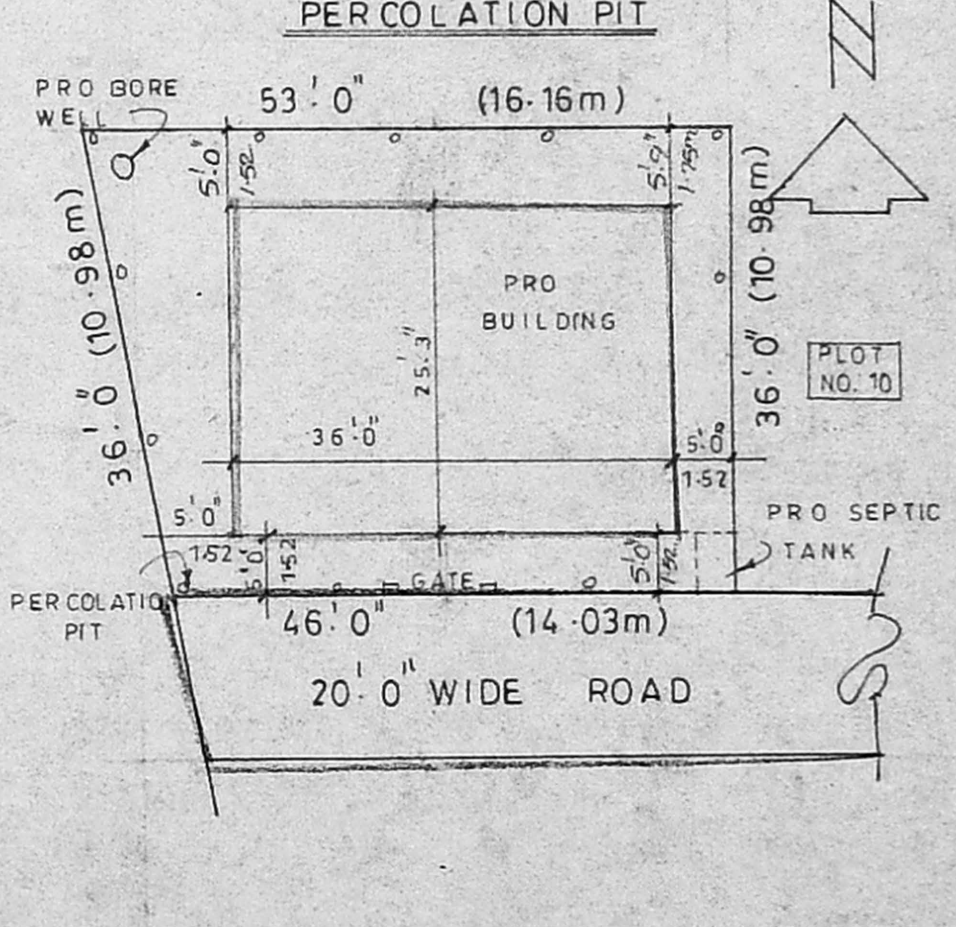 PERCOLATION PIT
N
PRO BORE
WELL
53'.0" (16.16m)
5'.0"
1.52
5'.9"
1.75m
36'.0" (10.98m)
36'.0" (10.98m)
PRO
BUILDING
25'.3"
PLOT
NO. 10
36'.0"
5'.0"
1.52
5'.0"
1.52
5'.0"
1.52
5'.0"
1.52
PRO SEPTIC
TANK
GATE
PERCOLATIO
PIT
46'.0" (14.03m)
20'.0" WIDE ROAD